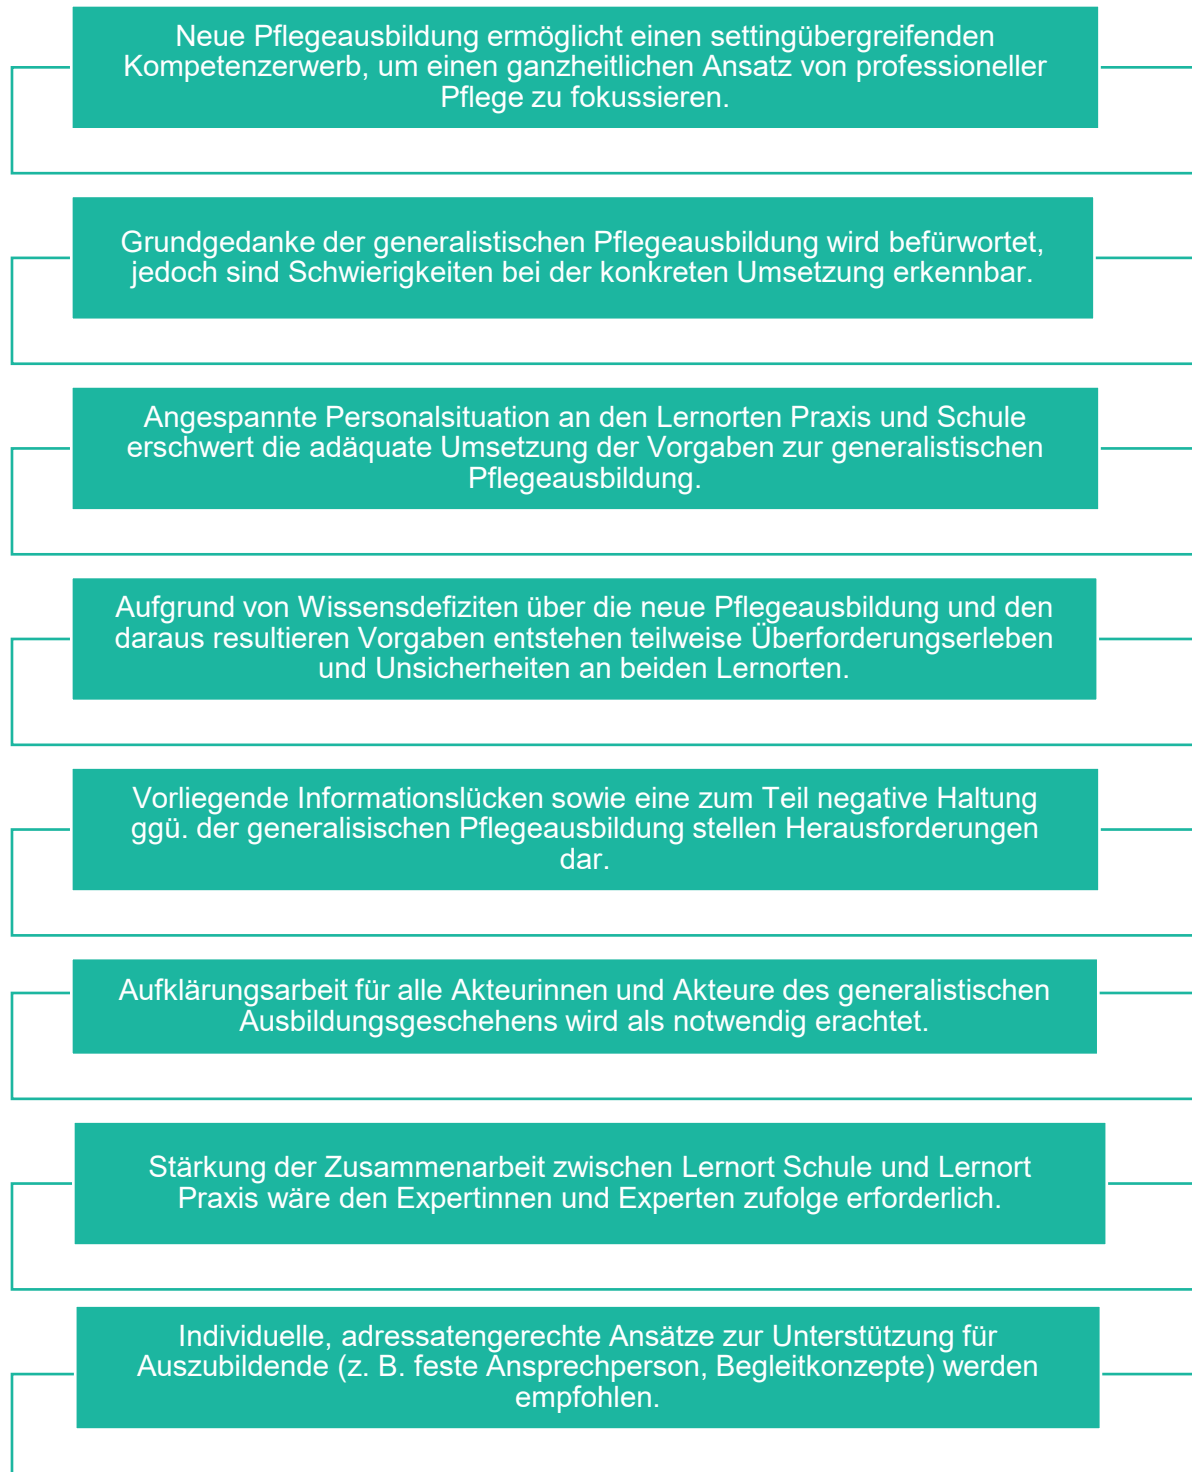 Neue Pflegeausbildung ermöglicht einen settingübergreifenden
Kompetenzerwerb, um einen ganzheitlichen Ansatz von professioneller
Pflege zu fokussieren.
Grundgedanke der generalistischen Pflegeausbildung wird befürwortet,
jedoch sind Schwierigkeiten bei der konkreten Umsetzung erkennbar.
Angespannte Personalsituation an den Lernorten Praxis und Schule
erschwert die adäquate Umsetzung der Vorgaben zur generalistischen
Pflegeausbildung.
Aufgrund von Wissensdefiziten über die neue Pflegeausbildung und den
daraus resultieren Vorgaben entstehen teilweise Überforderungserleben
und Unsicherheiten an beiden Lernorten.
Vorliegende Informationslücken sowie eine zum Teil negative Haltung
ggü. der generalisischen Pflegeausbildung stellen Herausforderungen
dar.
Aufklärungsarbeit für alle Akteurinnen und Akteure des generalistischen
Ausbildungsgeschehens wird als notwendig erachtet.
Stärkung der Zusammenarbeit zwischen Lernort Schule und Lernort
Praxis wäre den Expertinnen und Experten zufolge erforderlich.
Individuelle, adressatengerechte Ansätze zur Unterstützung für
Auszubildende (z. B. feste Ansprechperson, Begleitkonzepte) werden
empfohlen.